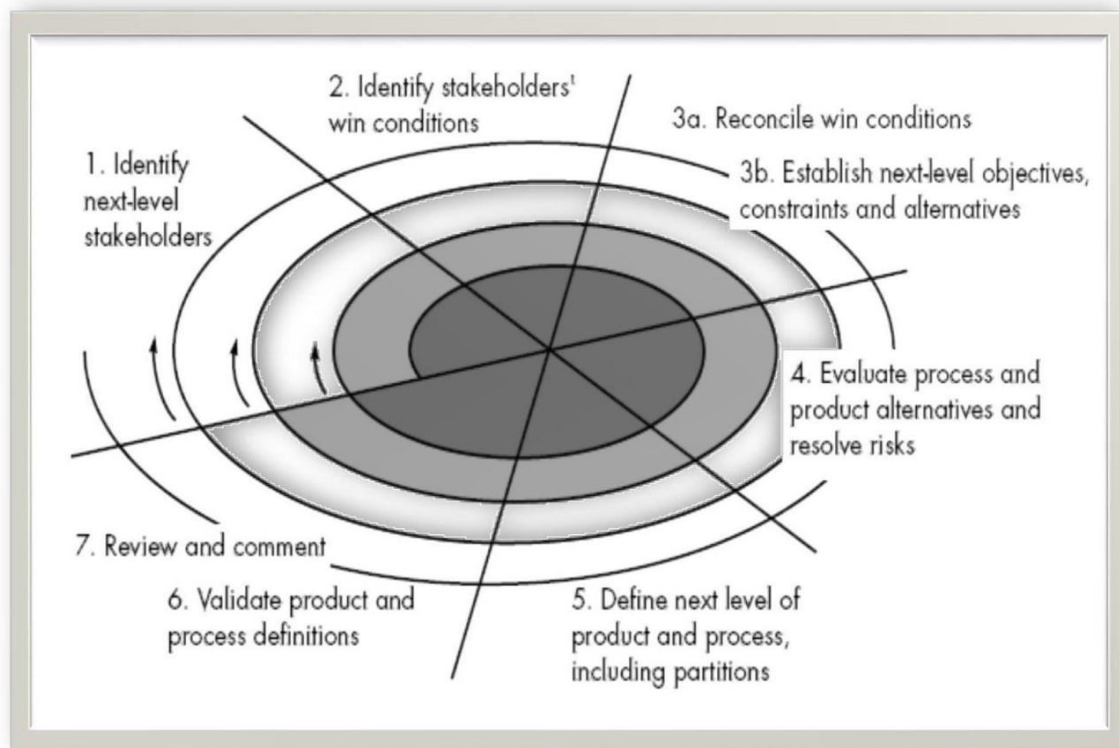 1. Identify
next-level
stakeholders
2. Identify stakeholders'
win conditions
3a. Reconcile win conditions
3b. Establish next-level objectives,
constraints and alternatives
4. Evaluate process and
product alternatives and
resolve risks
5. Define next level of
product and process,
including partitions
6. Validate product and
process definitions
7. Review and comment